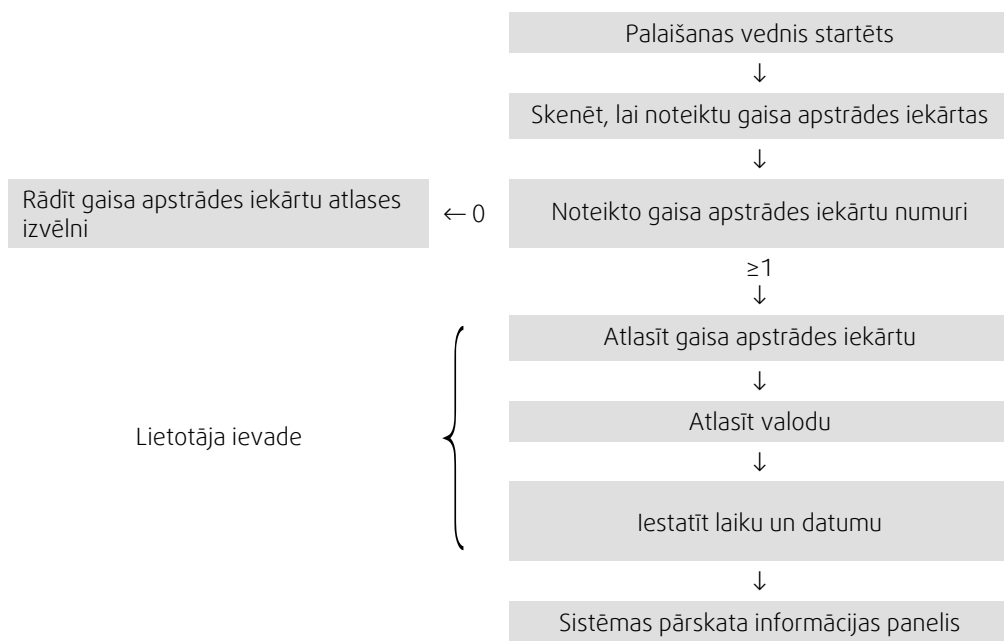 Palaišanas vednis startēts
↓
Skenēt, lai noteiktu gaisa apstrādes iekārtas
↓
Rādīt gaisa apstrādes iekārtu atlases
izvēlni
← 0
Noteikto gaisa apstrādes iekārtu numuri
≥1
↓
Atlasīt gaisa apstrādes iekārtu
↓
Lietotāja ievade
Atlasīt valodu
↓
Iestatīt laiku un datumu
↓
Sistēmas pārskata informācijas panelis